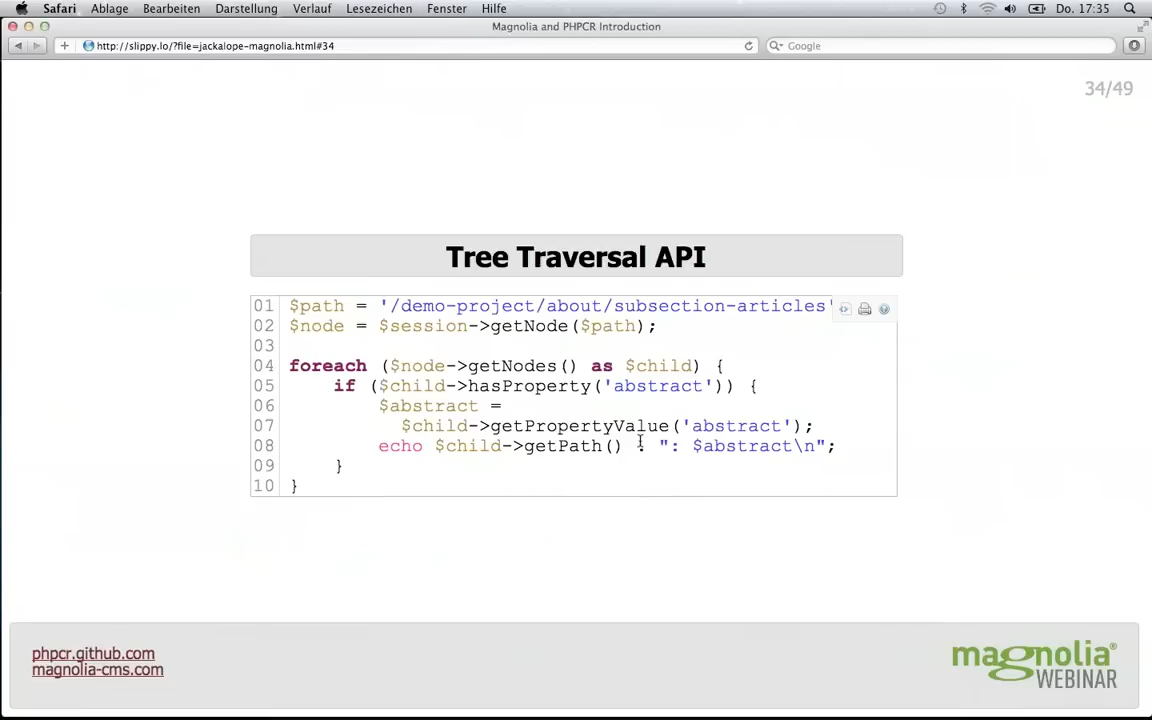 Safari Ablage Bearbeiten Darstellung Verlauf Lesezeichen Fenster Hilfe Do. 17:35
Magnolia and PHPCR Introduction
http://slippy.lo/?file=jackalope-magnolia.html#34 Google
34/49
Tree Traversal API
01 $path = '/demo-project/about/subsection-articles'
02 $node = $session->getNode($path);
03
04 foreach ($node->getNodes() as $child) {
05 if ($child->hasProperty('abstract')) {
06 $abstract =
07 $child->getPropertyValue('abstract');
08 echo $child->getPath() . ": $abstract\n";
09 }
10 }
phpcr.github.com
magnolia-cms.com
magnolia®
WEBINAR